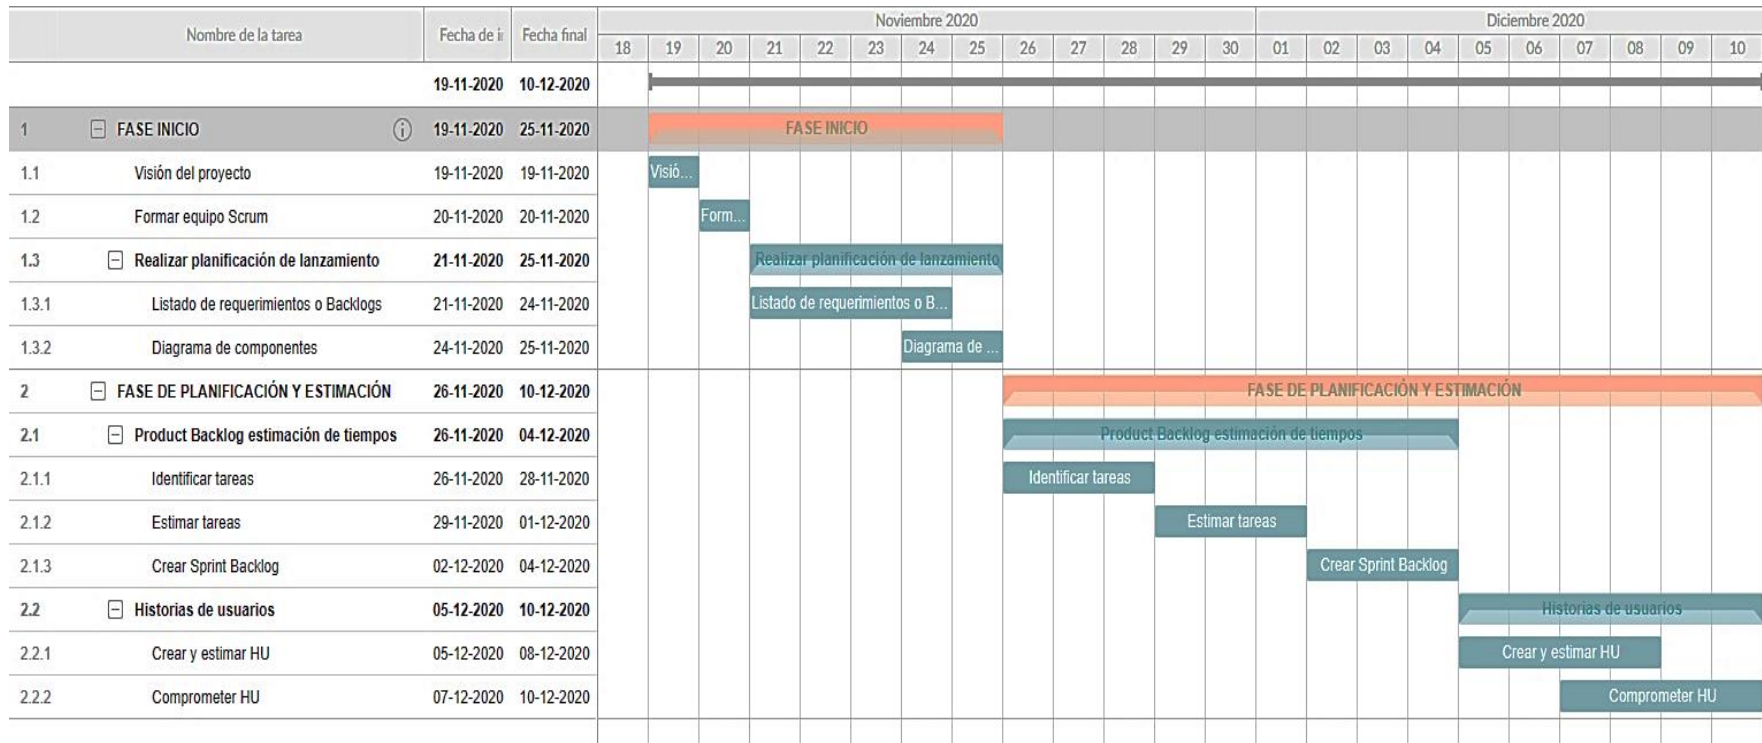 Nombre de la tarea Fecha de i Fecha final Noviembre 2020 Diciembre 2020
18 19 20 21 22 23 24 25 26 27 28 29 30 01 02 03 04 05 06 07 08 09 10
19-11-2020 10-12-2020
1 FASE INICIO 19-11-2020 25-11-2020 FASE INICIO
1.1 Visión del proyecto 19-11-2020 19-11-2020 Visió...
1.2 Formar equipo Scrum 20-11-2020 20-11-2020 Form...
1.3 Realizar planificación de lanzamiento 21-11-2020 25-11-2020 Realizar planificación de lanzamiento
1.3.1 Listado de requerimientos o Backlogs 21-11-2020 24-11-2020 Listado de requerimientos o B...
1.3.2 Diagrama de componentes 24-11-2020 25-11-2020 Diagrama de ...
2 FASE DE PLANIFICACIÓN Y ESTIMACIÓN 26-11-2020 10-12-2020 FASE DE PLANIFICACIÓN Y ESTIMACIÓN
2.1 Product Backlog estimación de tiempos 26-11-2020 04-12-2020 Product Backlog estimación de tiempos
2.1.1 Identificar tareas 26-11-2020 28-11-2020 Identificar tareas
2.1.2 Estimar tareas 29-11-2020 01-12-2020 Estimar tareas
2.1.3 Crear Sprint Backlog 02-12-2020 04-12-2020 Crear Sprint Backlog
2.2 Historias de usuarios 05-12-2020 10-12-2020 Historias de usuarios
2.2.1 Crear y estimar HU 05-12-2020 08-12-2020 Crear y estimar HU
2.2.2 Comprometer HU 07-12-2020 10-12-2020 Comprometer HU